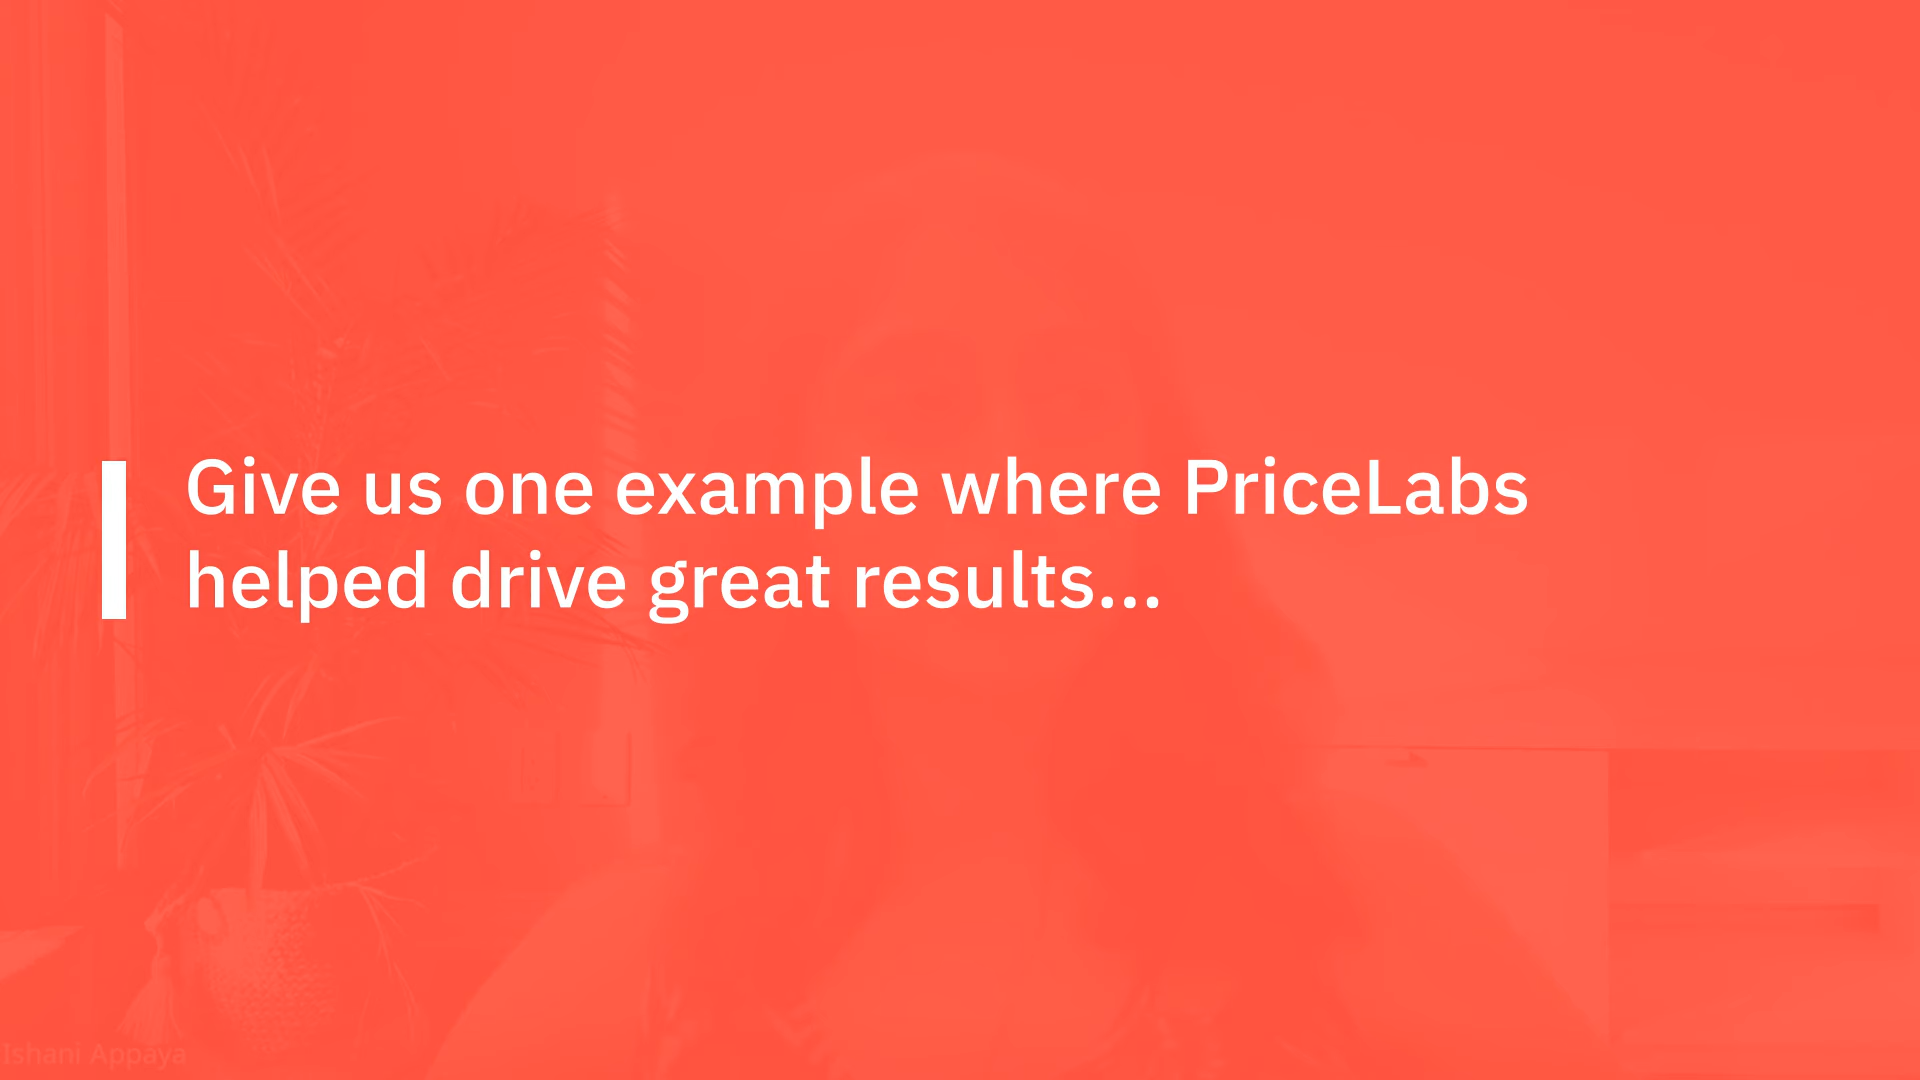 Give us one example where PriceLabs
helped drive great results...
Ishani Appaya